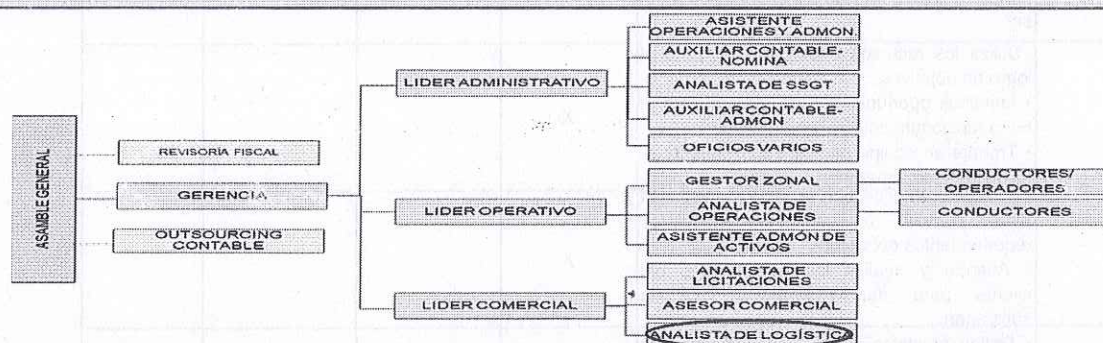 ASAMBLE GENERAL
REVISORÍA FISCAL
GERENCIA
OUTSOURCING
CONTABLE
LIDER ADMINISTRATIVO
ASISTENTE
OPERACIONES Y ADMON.
AUXILIAR CONTABLE-
NOMINA
ANALISTA DE SSGT
AUXILIAR CONTABLE-
ADMON
OFICIOS VARIOS
LIDER OPERATIVO
GESTOR ZONAL
CONDUCTORES/
OPERADORES
ANALISTA DE
OPERACIONES
CONDUCTORES
ASISTENTE ADMÓN DE
ACTIVOS
LIDER COMERCIAL
ANALISTA DE
LICITACIONES
ASESOR COMERCIAL
ANALISTA DE LOGÍSTICA